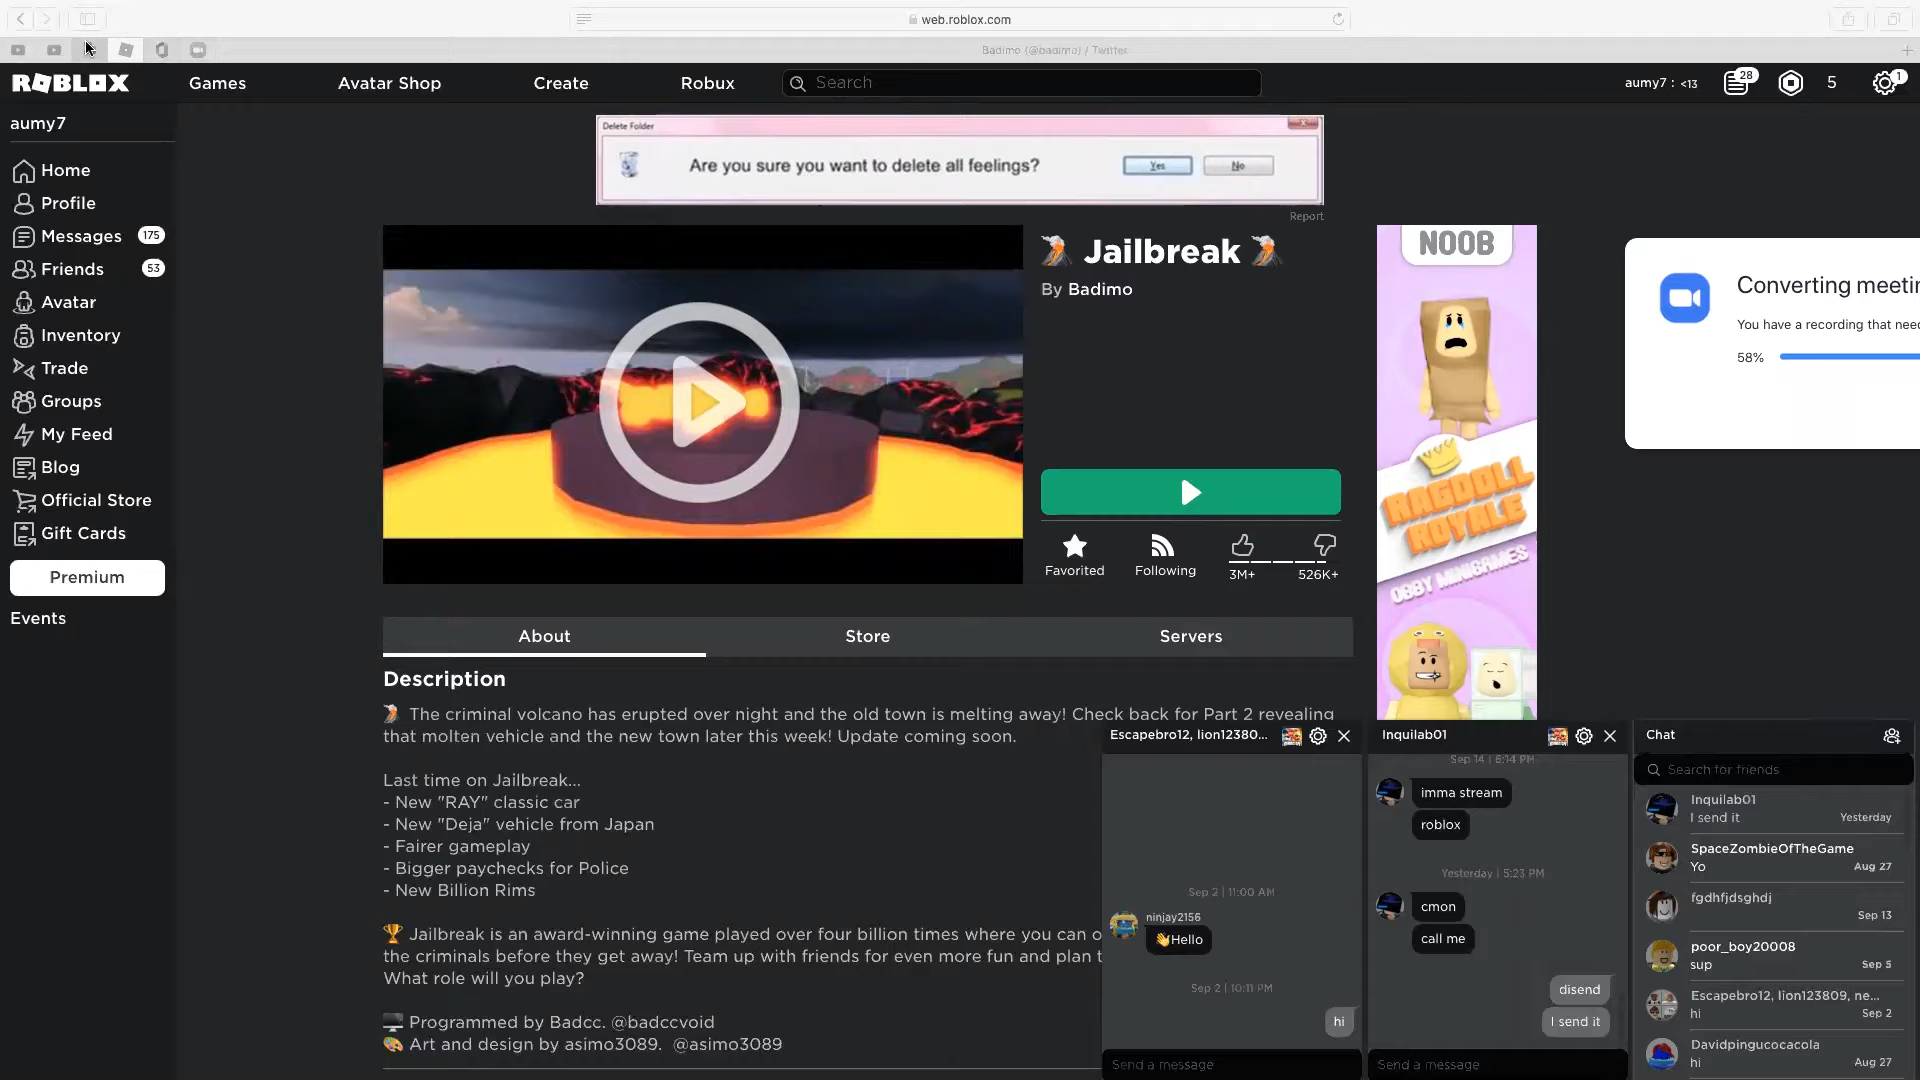 web.roblox.com
Badimo (@badimo) / Twitter
ROBLOX
Games
Avatar Shop
Create
Robux
Search
aumy7 : <13
28
5
1
aumy7
Home
Profile
Messages 175
Friends 53
Avatar
Inventory
Trade
Groups
My Feed
Blog
Official Store
Gift Cards
Premium
Events
Delete Folder
Are you sure you want to delete all feelings?
Yes
No
Report
🌋 Jailbreak 🌋
By Badimo
Favorited
Following
3M+
526K+
NOOB
RAGDOLL
ROYALE
OBBY MINIGAMES
Converting meetin
You have a recording that nee
58%
About
Store
Servers
Description
🌋 The criminal volcano has erupted over night and the old town is melting away! Check back for Part 2 revealing
that molten vehicle and the new town later this week! Update coming soon.
Last time on Jailbreak...
- New "RAY" classic car
- New "Deja" vehicle from Japan
- Fairer gameplay
- Bigger paychecks for Police
- New Billion Rims
🏆 Jailbreak is an award-winning game played over four billion times where you can o
the criminals before they get away! Team up with friends for even more fun and plan t
What role will you play?
🖥️ Programmed by Badcc. @badccvoid
🎨 Art and design by asimo3089. @asimo3089
Escapebro12, lion12380...
Sep 2 | 11:00 AM
ninjay2156
👋Hello
Sep 2 | 10:11 PM
hi
Send a message
Inquilab01
Sep 14 | 6:14 PM
imma stream
roblox
Yesterday | 5:23 PM
cmon
call me
disend
I send it
Send a message
Chat
Search for friends
Inquilab01
I send it
Yesterday
SpaceZombieOfTheGame
Yo
Aug 27
fgdhfjdsghdj
Sep 13
poor_boy20008
sup
Sep 5
Escapebro12, lion123809, ne...
hi
Sep 2
Davidpingucocacola
hi
Aug 27